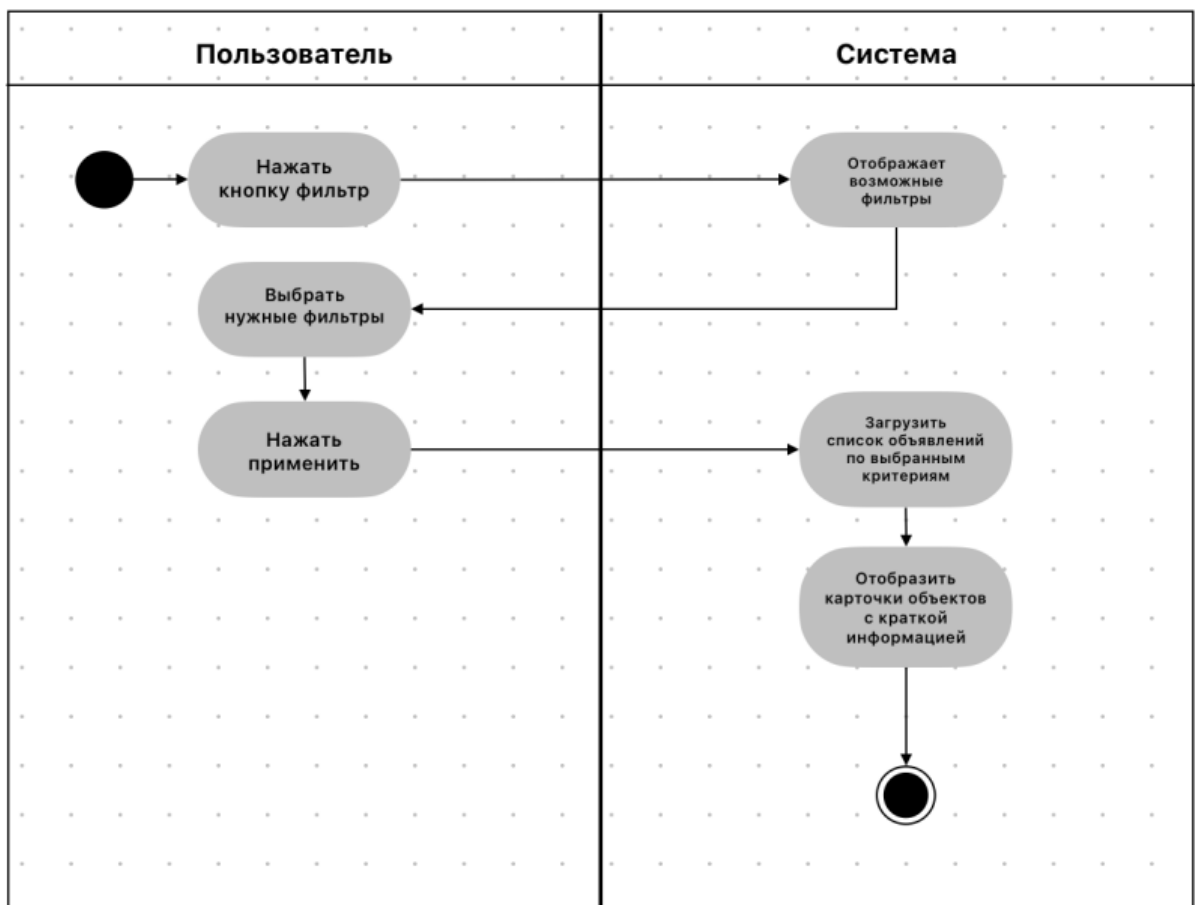 Пользователь
Система
Нажать
кнопку фильтр
Отображает
возможные
фильтры
Выбрать
нужные фильтры
Нажать
применить
Загрузить
список объявлений
по выбранным
критериям
Отобразить
карточки объектов
с краткой
информацией